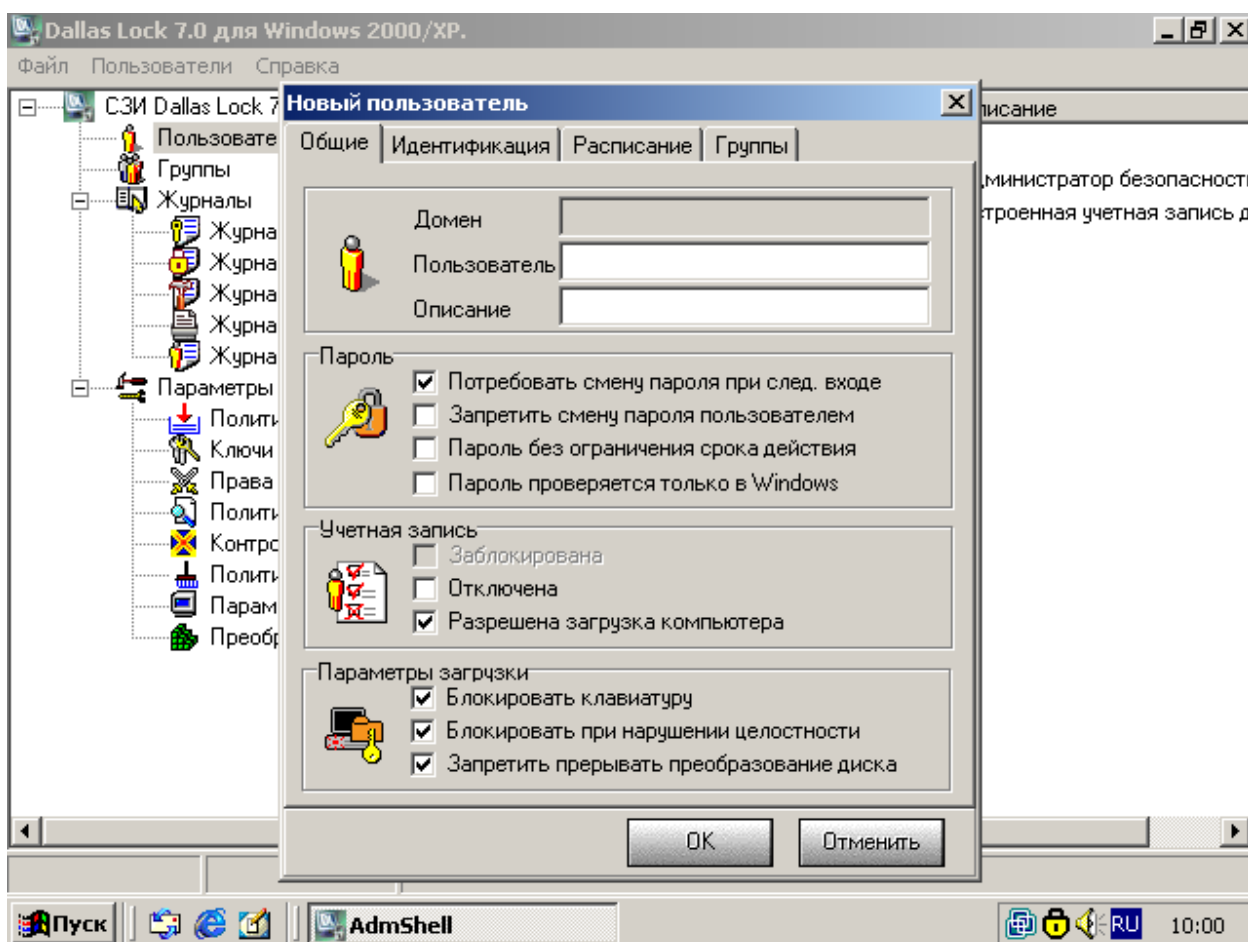 Dallas Lock 7.0 для Windows 2000/XP.
Файл Пользователи Справка
СЗИ Dallas Lock 7
Пользовате
Группы
Журналы
Журна
Журна
Журна
Журна
Журна
Параметры
Полити
Ключи
Права
Полити
Контро
Полити
Парам
Преобр
Новый пользователь
Общие Идентификация Расписание Группы
Домен
Пользователь
Описание
Пароль
Потребовать смену пароля при след. входе
Запретить смену пароля пользователем
Пароль без ограничения срока действия
Пароль проверяется только в Windows
Учетная запись
Заблокирована
Отключена
Разрешена загрузка компьютера
Параметры загрузки
Блокировать клавиатуру
Блокировать при нарушении целостности
Запретить прерывать преобразование диска
OK Отменить
писание
министратор безопасност
строенная учетная запись д
Пуск AdmShell RU 10:00